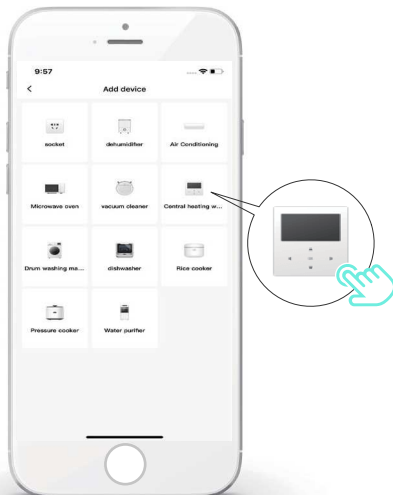 9:57
Add device
socket
dehumidifier
Air Conditioning
Microwave oven
vacuum cleaner
Central heating w...
Drum washing ma...
dishwasher
Rice cooker
Pressure cooker
Water purifier